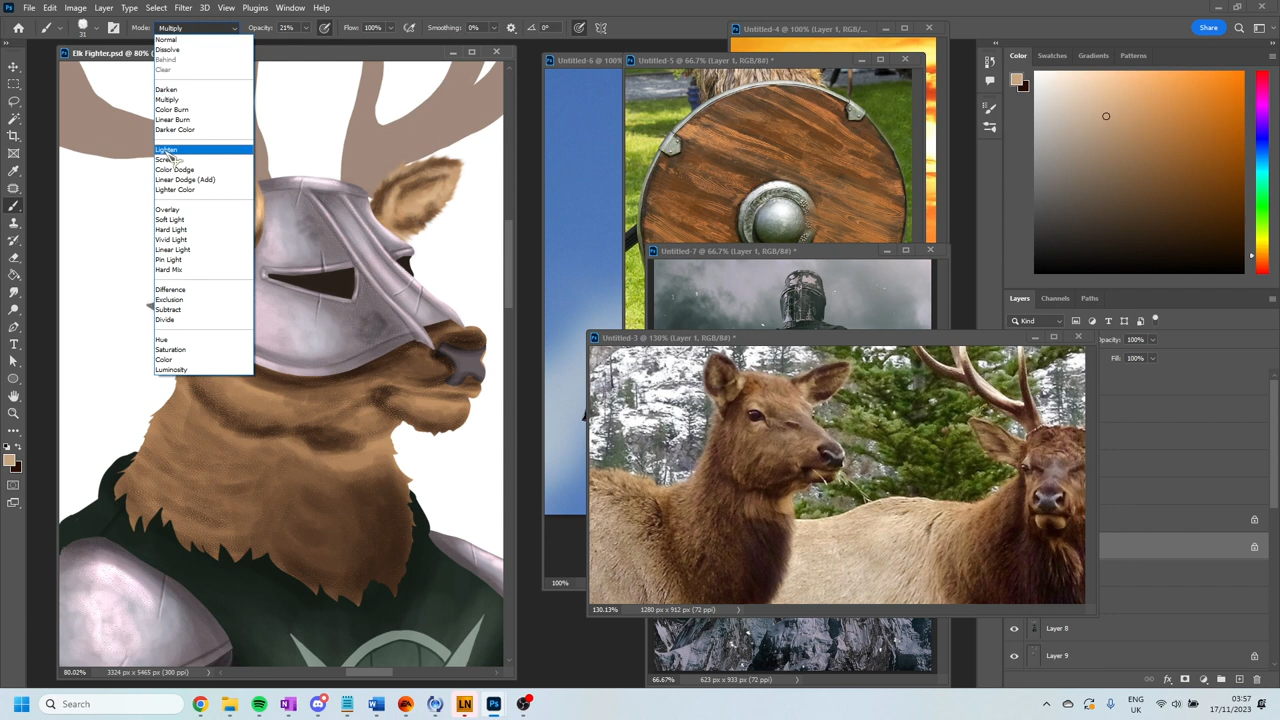 File Edit Image Layer Type Select Filter 3D View Plugins Window Help
31 Mode: Multiply Opacity: 21% Flow: 100% Smoothing: 0% 0° Share
Elk Fighter.psd @ 80% (
Normal
Dissolve
Behind
Clear
Darken
Multiply
Color Burn
Linear Burn
Darker Color
Lighten
Color Dodge
Linear Dodge (Add)
Lighter Color
Overlay
Soft Light
Hard Light
Vivid Light
Linear Light
Pin Light
Hard Mix
Difference
Exclusion
Subtract
Divide
Hue
Saturation
Color
Luminosity
80.02% 3324 px x 5465 px (300 ppi)
Untitled-4 @ 100% (Layer 1, RGB/...
Untitled-6 @ 100%
Untitled-5 @ 66.7% (Layer 1, RGB/8#) *
Untitled-7 @ 66.7% (Layer 1, RGB/8#) *
Untitled-3 @ 130% (Layer 1, RGB/8#) *
100%
130.13% 1280 px x 912 px (72 ppi)
66.67% 623 px x 933 px (72 ppi)
Color Swatches Gradients Patterns
Layers Channels Paths
Kind
100%
Fill: 100%
Layer 8
Layer 9
Search
ENG
UK
03:57
17/11/2023